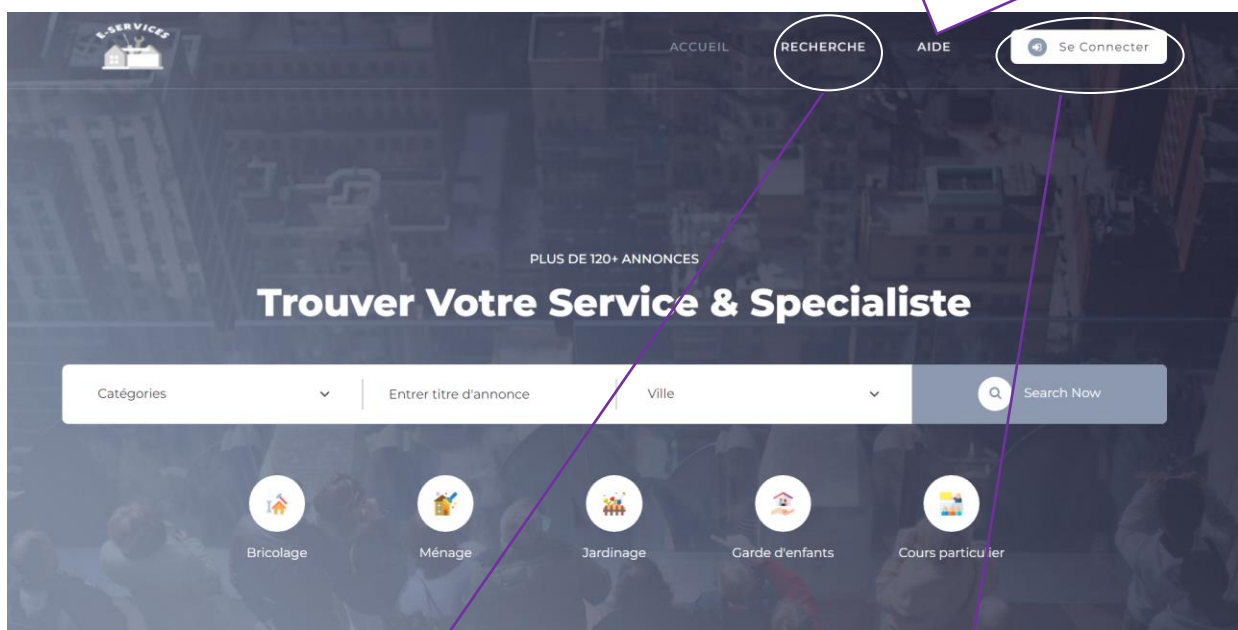 E-SERVICES
ACCUEIL RECHERCHE AIDE Se Connecter
PLUS DE 120+ ANNONCES
Trouver Votre Service & Specialiste
Catégories Entrer titre d'annonce Ville Search Now
Bricolage Ménage Jardinage Garde d'enfants Cours particulier